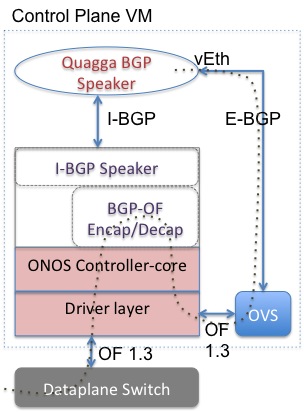 Control Plane VM
Quagga BGP
Speaker
vEth
I-BGP
E-BGP
I-BGP Speaker
BGP-OF
Encap/Decap
ONOS Controller-core
Driver layer
OVS
OF
1.3
OF 1.3
Dataplane Switch